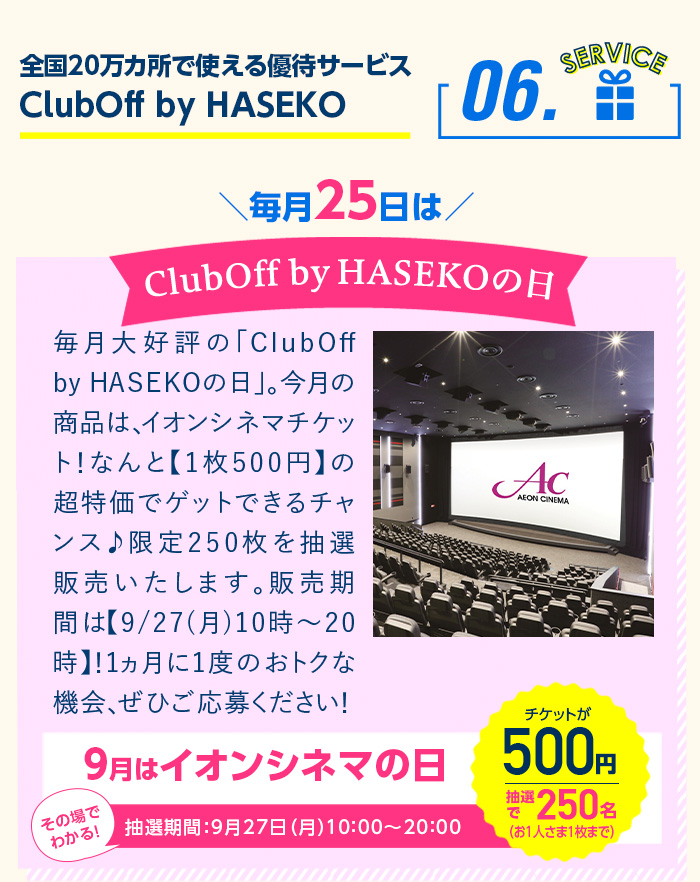 全国20万カ所で使える優待サービス
ClubOff by HASEKO
06.
SERVICE
毎月25日は
ClubOff by HASEKOの日
毎月大好評の「ClubOff
by HASEKOの日」。今月の
商品は、イオンシネマチケッ
ト！なんと【1枚500円】の
超特価でゲットできるチャ
ンス♪限定250枚を抽選
販売いたします。販売期
間は【9/27(月)10時～20
時】！1ヵ月に1度のおトクな
機会、ぜひご応募ください！
AC
AEON CINEMA
チケットが
500円
抽選で250名
(お1人さま1枚まで)
9月はイオンシネマの日
その場で
わかる！
抽選期間：9月27日（月）10：00～20：00